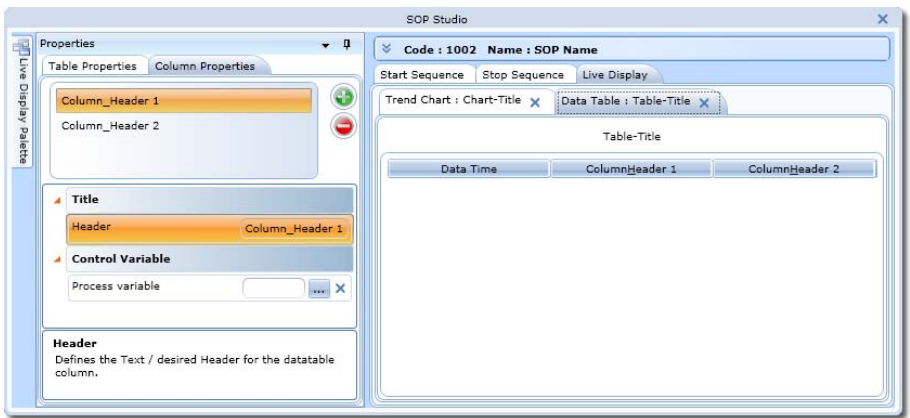 SOP Studio
Live Display Palette
Properties
Table Properties Column Properties
Column_Header 1
Column_Header 2
Title
Header Column_Header 1
Control Variable
Process variable ...
Header
Defines the Text / desired Header for the datatable
column.
Code : 1002 Name : SOP Name
Start Sequence Stop Sequence Live Display
Trend Chart : Chart-Title Data Table : Table-Title
Table-Title
Data Time ColumnHeader 1 ColumnHeader 2